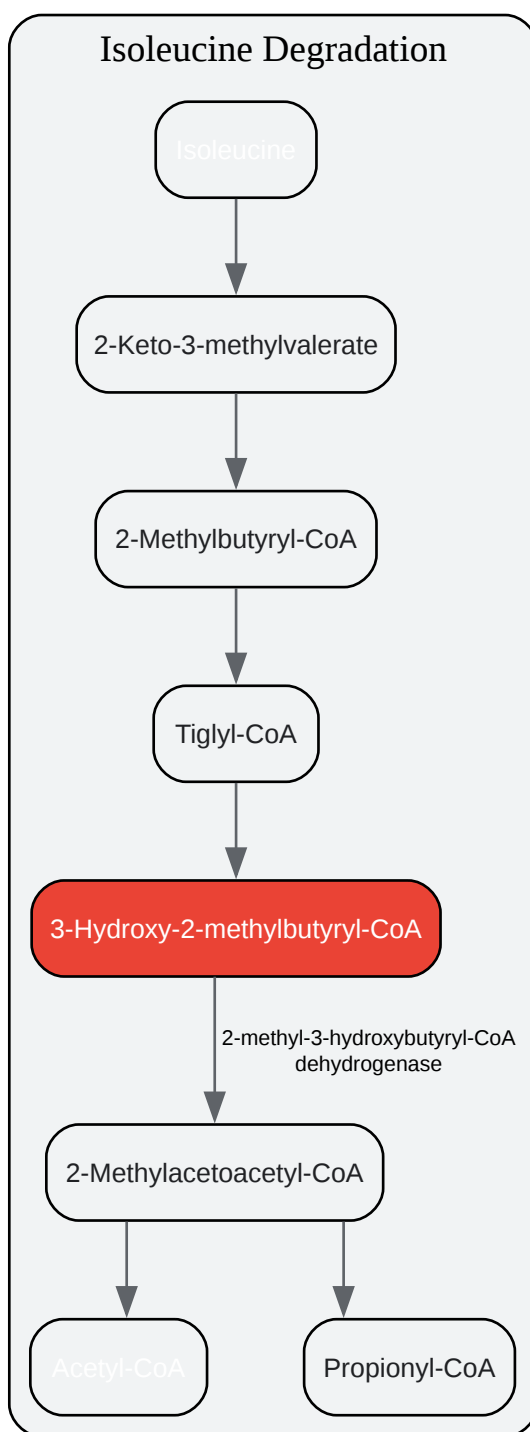 Isoleucine Degradation
Isoleucine
2-Keto-3-methylvalerate
2-Methylbutyryl-CoA
Tiglyl-CoA
3-Hydroxy-2-methylbutyryl-CoA
2-methyl-3-hydroxybutyryl-CoA
dehydrogenase
2-Methylacetoacetyl-CoA
Acetyl-CoA
Propionyl-CoA